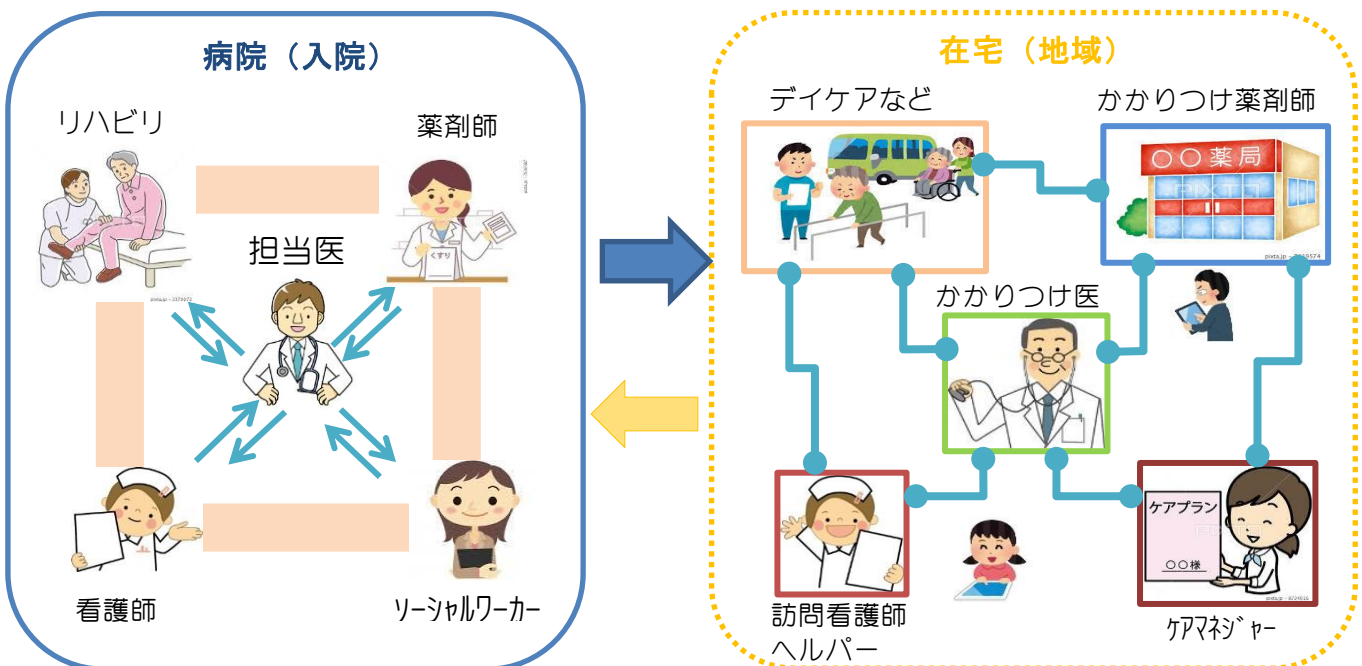 病院（入院）
リハビリ
薬剤師
くすり
担当医
看護師
ソーシャルワーカー
在宅（地域）
デイケアなど
かかりつけ薬剤師
〇〇薬局
PIXTA
かかりつけ医
訪問看護師
ヘルパー
ケアプラン
〇〇様
ケアマネジャー